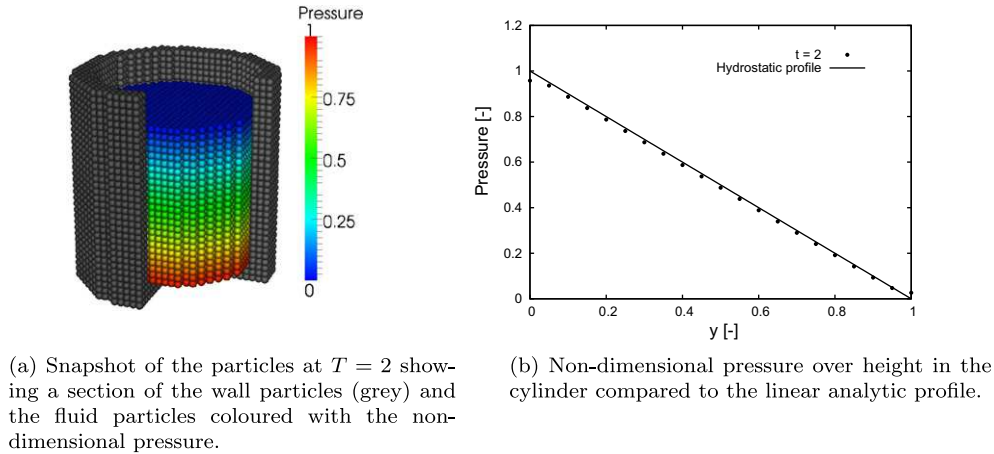 Pressure
1
0.75
0.5
0.25
0
1.2
1
0.8
0.6
0.4
0.2
0
Pressure [-]
t = 2
Hydrostatic profile
0 0.2 0.4 0.6 0.8 1
y [-]
(a) Snapshot of the particles at T = 2 show-
ing a section of the wall particles (grey) and
the fluid particles coloured with the non-
dimensional pressure.
(b) Non-dimensional pressure over height in the
cylinder compared to the linear analytic profile.